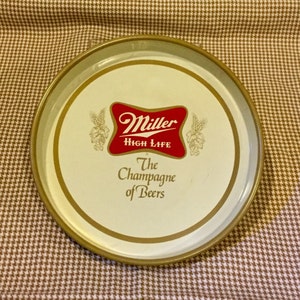 Miller
HIGH LIFE
The
Champagne
of Beers